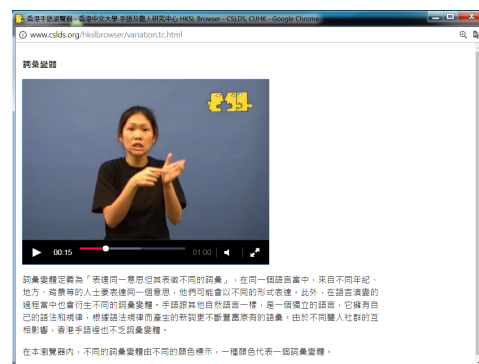 香港手語瀏覽器 - 香港中文大學 手語及聾人研究中心 HKSL Browser - CSLDS, CUHK - Google Chrome
www.cslds.org/hkslbrowser/variation.tc.html
詞彙變體
00:15
01:00
詞彙變體定義為「表達同一意思但其表徵不同的詞彙」，在同一個語言當中，來自不同年紀、
地方、背景等的人士要表達同一個意思，他們可能會以不同的形式表達。此外，在語言演變的
過程當中也會衍生不同的詞彙變體。手語跟其他自然語言一樣，是一個獨立的語言，它擁有自
己的語法和規律，根據語法規律而產生的新詞更不斷豐富原有的語彙。由於不同聾人社群的互
相影響，香港手語裡也不乏詞彙變體。
在本瀏覽器內，不同的詞彙變體由不同的顏色標示，一種顏色代表一個詞彙變體。